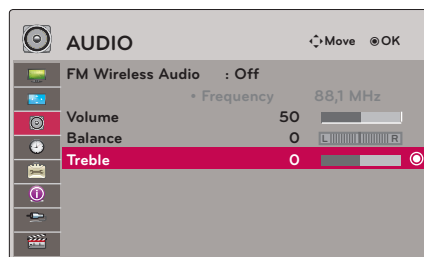 AUDIO Move OK
FM Wireless Audio : Off
• Frequency 88,1 MHz
Volume 50
Balance 0 L R
Treble 0